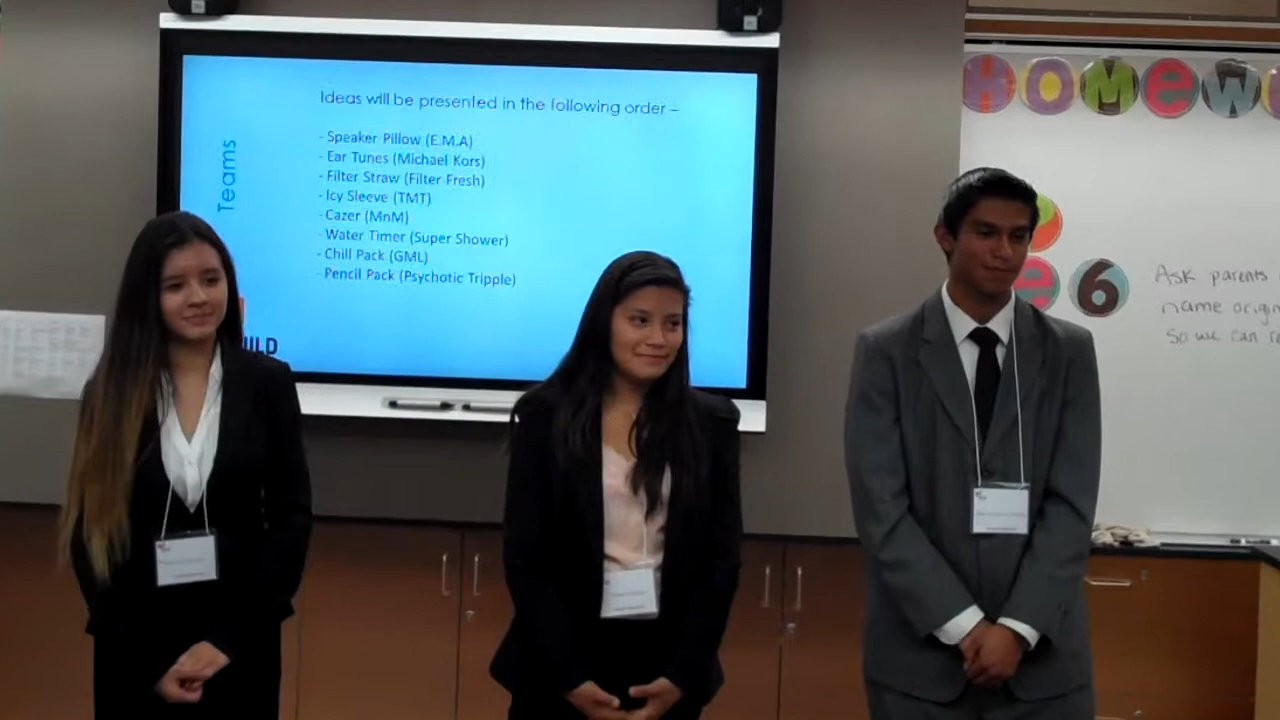 Ideas will be presented in the following order –
Teams
- Speaker Pillow (E.M.A)
- Ear Tunes (Michael Kors)
- Filter Straw (Filter Fresh)
- Icy Sleeve (TMT)
- Cazer (MnM)
- Water Timer (Super Shower)
- Chill Pack (GML)
- Pencil Pack (Psychotic Tripple)
UILD
HOMEW
6
Ask parents
name origin
So we can